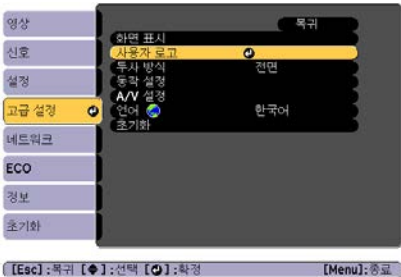 영상
신호
설정
고급 설정
네트워크
ECO
정보
초기화
복귀
화면 표시
사용자 로고
투사 방식 전면
동작 설정
A/V 설정
언어 한국어
초기화
[Esc]:복귀 [◆]:선택 [⏎]:확정 [Menu]:종료